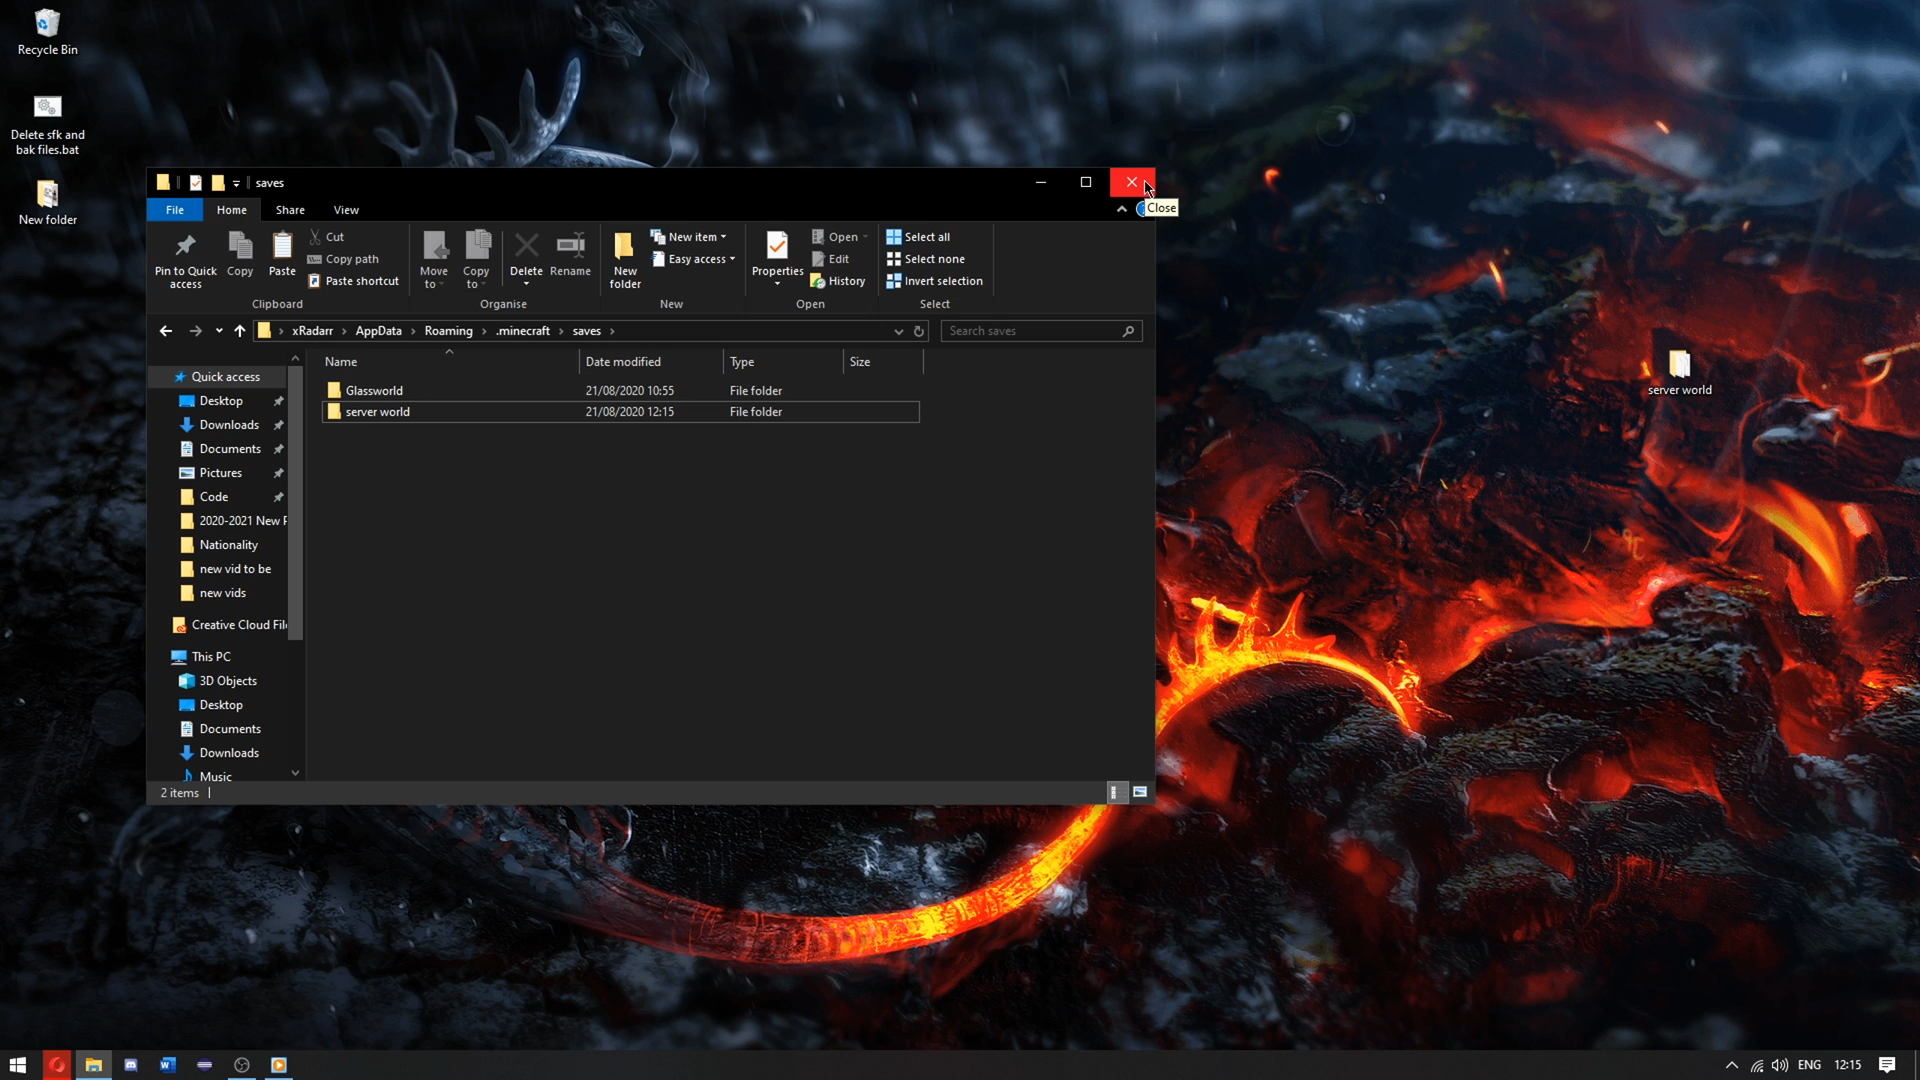 Recycle Bin
Delete sfk and
bak files.bat
New folder
saves
Close
File
Home
Share
View
Pin to Quick
access
Copy
Paste
Cut
Copy path
Paste shortcut
Clipboard
Move
to
Copy
to
Delete
Rename
Organise
New
folder
New item
Easy access
New
Properties
Open
Edit
History
Open
Select all
Select none
Invert selection
Select
xRadarr
AppData
Roaming
.minecraft
saves
Search saves
Name
Date modified
Type
Size
Glassworld
21/08/2020 10:55
File folder
server world
21/08/2020 12:15
File folder
Quick access
Desktop
Downloads
Documents
Pictures
Code
2020-2021 New
Nationality
new vid to be
new vids
Creative Cloud
This PC
3D Objects
Desktop
Documents
Downloads
Music
2 items
server world
ENG
12:15